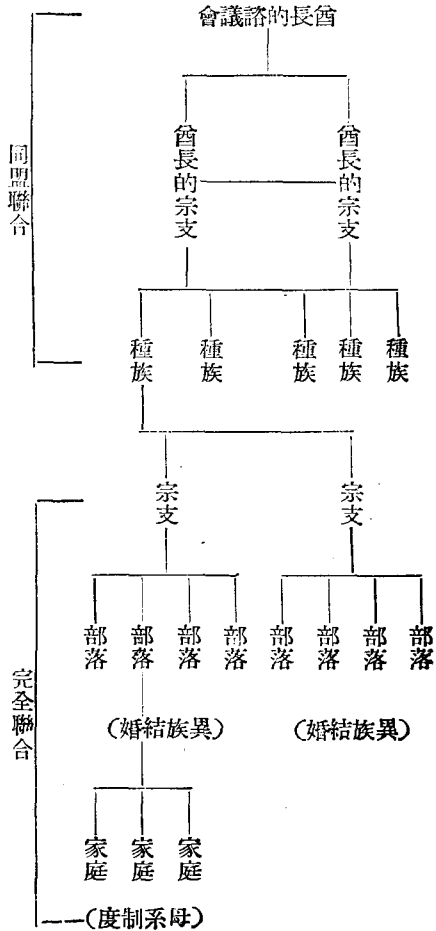 酋長的諮議會
同盟聯合
酋長的宗支
酋長的宗支
種族
種族
種族
種族
種族
宗支
宗支
完全聯合
部落
部落
部落
部落
部落
部落
部落
部落
(異族結婚)
(異族結婚)
家庭
家庭
家庭
(母系制度)